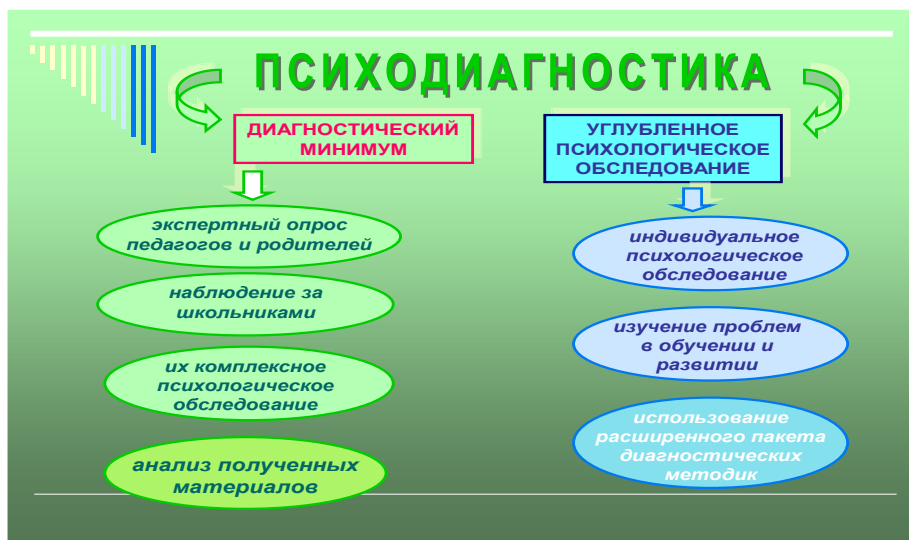 ПСИХОДИАГНОСТИКА
ДИАГНОСТИЧЕСКИЙ
МИНИМУМ
экспертный опрос
педагогов и родителей
наблюдение за
школьниками
их комплексное
психологическое
обследование
анализ полученных
материалов
УГЛУБЛЕННОЕ
ПСИХОЛОГИЧЕСКОЕ
ОБСЛЕДОВАНИЕ
индивидуальное
психологическое
обследование
изучение проблем
в обучении и
развитии
использование
расширенного пакета
диагностических
методик